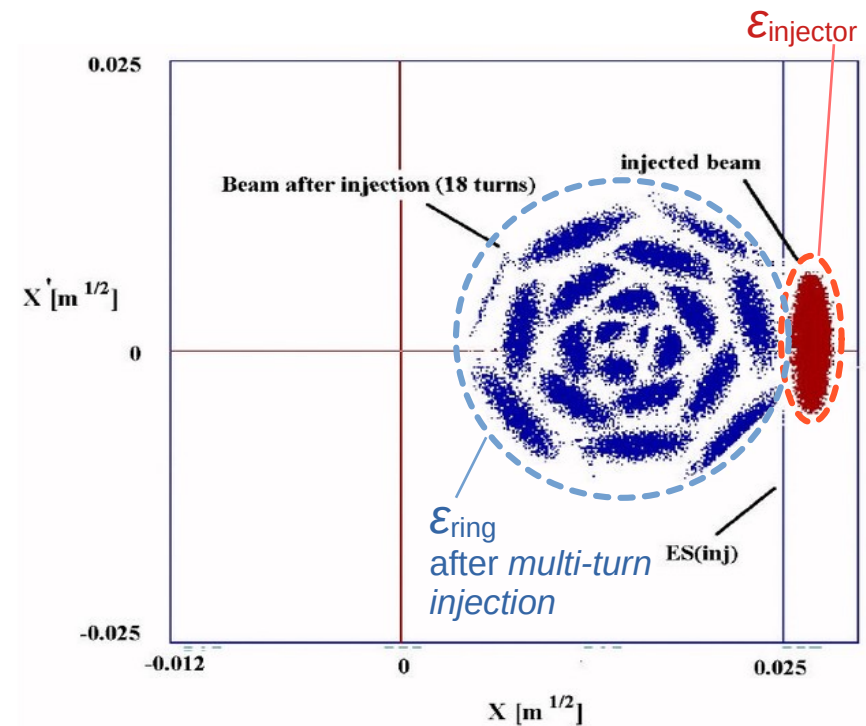 εinjector
0.025
injected beam
Beam after injection (18 turns)
X'[m 1/2]
0
εring
after multi-turn
injection
ES(inj)
-0.025
-0.012
0
0.025
X [m 1/2]